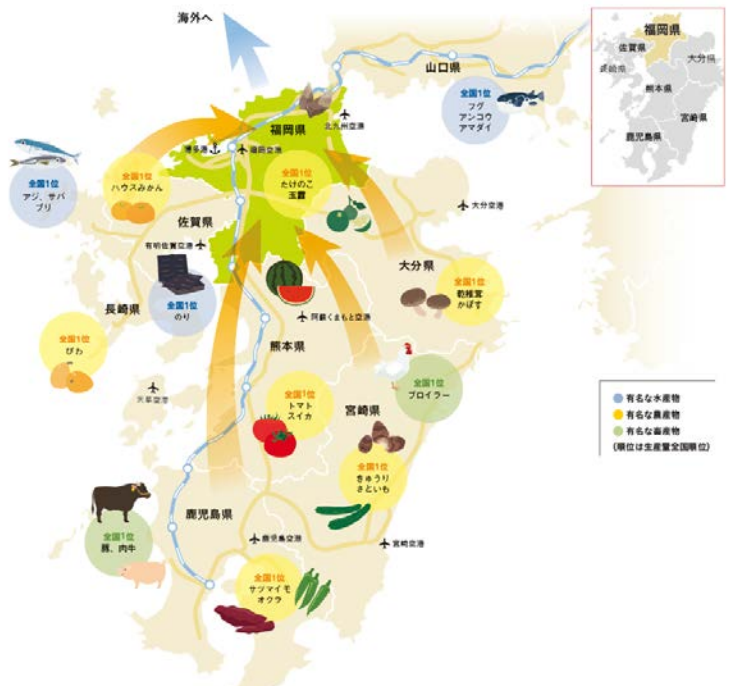 海外へ
山口県
全国1位
フグ
アンコウ
アマダイ
福岡県
佐賀県
長崎県
大分県
熊本県
宮崎県
鹿児島県
福岡県
北九州空港
博多港
福岡空港
全国1位
たけのこ
玉露
全国1位
ハウスみかん
全国1位
アジ、サバ
ブリ
佐賀県
有明佐賀空港
大分空港
大分県
全国1位
乾椎茸
かぼす
長崎県
全国1位
のり
全国1位
びわ
阿蘇くまもと空港
熊本県
天草空港
全国1位
トマト
スイカ
宮崎県
全国1位
ブロイラー
全国1位
きゅうり
さといも
有名な水産物
有名な農産物
有名な畜産物
(順位は生産量全国順位)
鹿児島県
全国1位
豚、肉牛
鹿児島空港
宮崎空港
全国1位
サツマイモ
オクラ